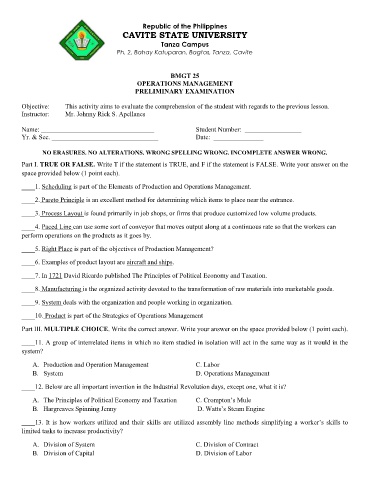 Republic of the Philippines
CAVITE STATE UNIVERSITY
Tanza Campus
Ph. 2, Bahay Katuparan, Bagtas, Tanza, Cavite
BMGT 25
OPERATIONS MANAGEMENT
PRELIMINARY EXAMINATION
Objective: This activity aims to evaluate the comprehension of the student with regards to the previous lesson.
Instructor: Mr. Johnny Rick S. Apellanes
Name: ______ Student Number: ______
Yr. & Sec. ______ Date: ______
NO ERASURES, NO ALTERATIONS, WRONG SPELLING WRONG, INCOMPLETE ANSWER WRONG.
Part I. TRUE OR FALSE. Write T if the statement is TRUE, and F if the statement is FALSE. Write your answer on the
space provided below (1 point each).
____1. Scheduling is part of the Elements of Production and Operations Management.
____2. Pareto Principle is an excellent method for determining which items to place near the entrance.
____3. Process Layout is found primarily in job shops, or firms that produce customized low volume products.
____4. Paced Line can use some sort of conveyor that moves output along at a continuous rate so that the workers can
perform operations on the products as it goes by.
____5. Right Place is part of the objectives of Production Management?
____6. Examples of product layout are aircraft and ships.
____7. In 1721 David Ricardo published The Principles of Political Economy and Taxation.
____8. Manufacturing is the organized activity devoted to the transformation of raw materials into marketable goods.
____9. System deals with the organization and people working in organization.
____10. Product is part of the Strategies of Operations Management
Part III. MULTIPLE CHOICE. Write the correct answer. Write your answer on the space provided below (1 point each).
____11. A group of interrelated items in which no item studied in isolation will act in the same way as it would in the
system?
A. Production and Operation Management C. Labor
B. System D. Operations Management
____12. Below are all important invention in the Industrial Revolution days, except one, what it is?
A. The Principles of Political Economy and Taxation C. Crompton's Mule
B. Hargreaves Spinning Jenny D. Watts's Steam Engine
____13. It is how workers utilized and their skills are utilized assembly line methods simplifying a worker's skills to
limited tasks to increase productivity?
A. Division of System C. Division of Contract
B. Division of Capital D. Division of Labor